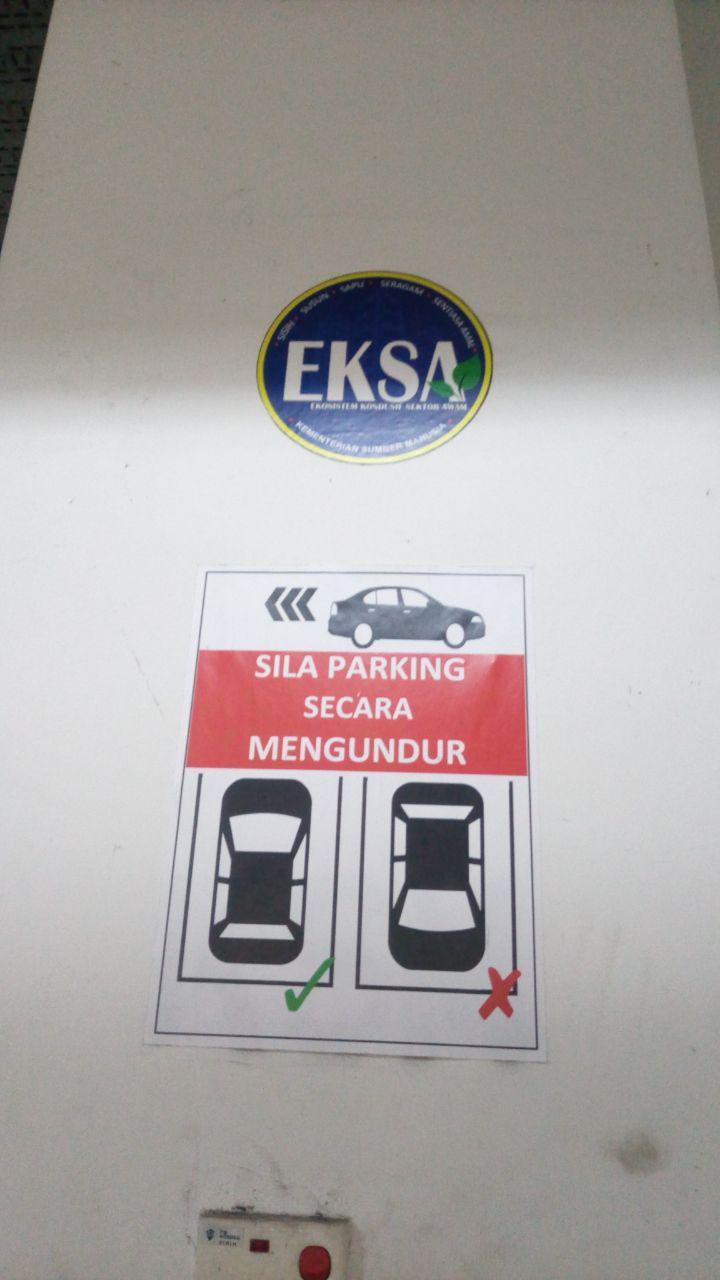 SISIH • SUSUN • SAPU • SERAGAM • SENTIASA AMAL
EKSA
EKOSISTEM KONDUSIF SEKTOR AWAM
KEMENTERIAN SUMBER MANUSIA
SILA PARKING
SECARA
MENGUNDUR